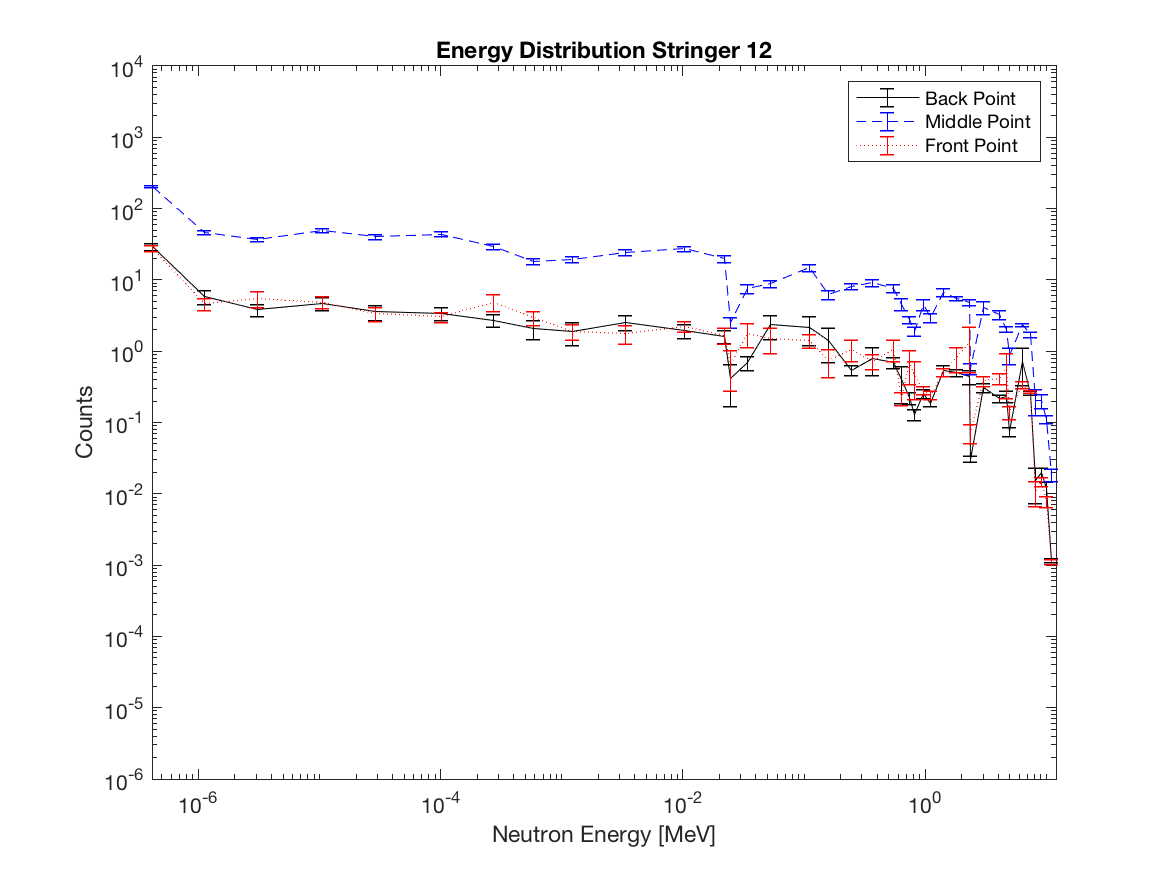 Energy Distribution Stringer 12
Back Point
Middle Point
Front Point
10^4
10^3
10^2
10^1
10^0
10^-1
10^-2
10^-3
10^-4
10^-5
10^-6
Counts
10^-6
10^-4
10^-2
10^0
Neutron Energy [MeV]